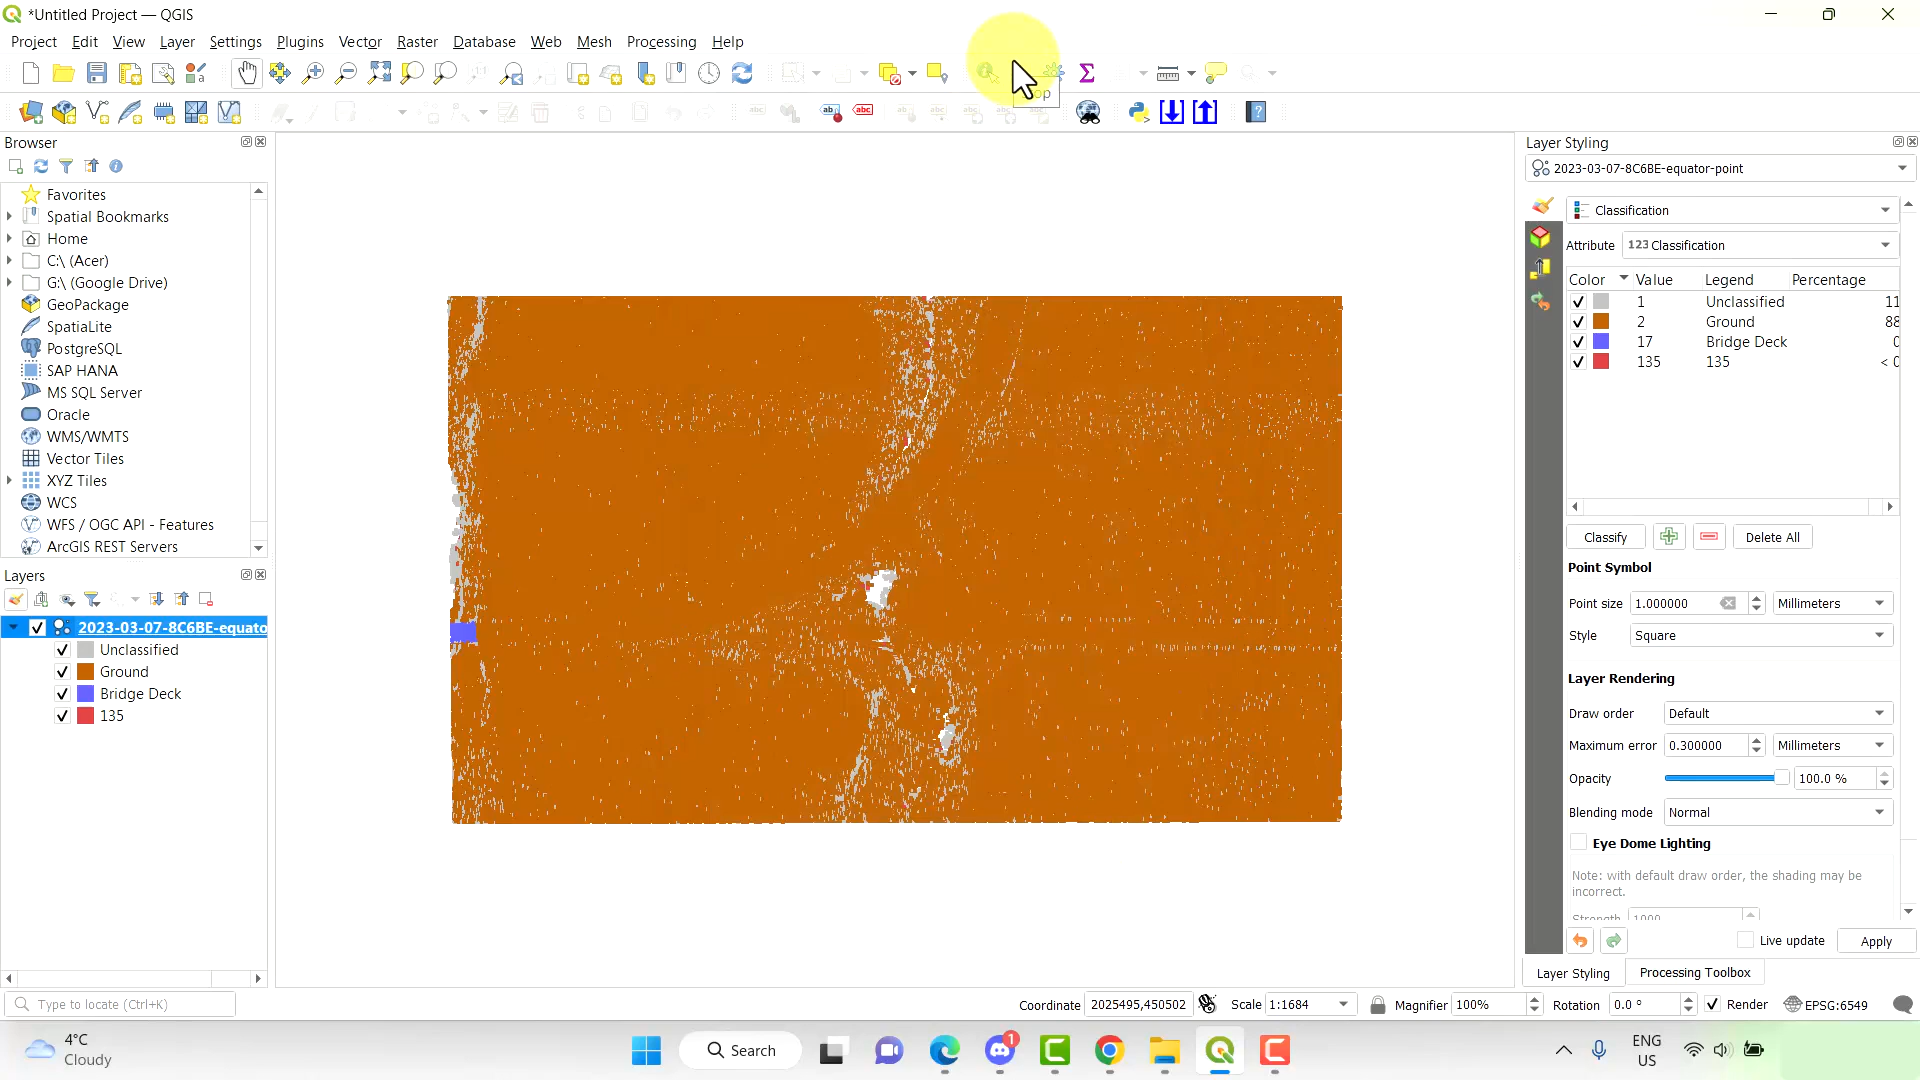 *Untitled Project — QGIS
Project Edit View Layer Settings Plugins Vector Raster Database Web Mesh Processing Help
Browser
Favorites
Spatial Bookmarks
Home
C:\ (Acer)
G:\ (Google Drive)
GeoPackage
SpatiaLite
PostgreSQL
SAP HANA
MS SQL Server
Oracle
WMS/WMTS
Vector Tiles
XYZ Tiles
WCS
WFS / OGC API - Features
ArcGIS REST Servers
Layers
2023-03-07-8C6BE-equato
Unclassified
Ground
Bridge Deck
135
Layer Styling
2023-03-07-8C6BE-equator-point
Classification
Attribute 123 Classification
Color Value Legend Percentage
1 Unclassified 11
2 Ground 88
17 Bridge Deck 0
135 135 < 0
Classify Delete All
Point Symbol
Point size 1.000000 Millimeters
Style Square
Layer Rendering
Draw order Default
Maximum error 0.300000 Millimeters
Opacity 100.0 %
Blending mode Normal
Eye Dome Lighting
Note: with default draw order, the shading may be
incorrect.
Strength 1000
Live update Apply
Layer Styling Processing Toolbox
Type to locate (Ctrl+K) Coordinate 2025495,450502 Scale 1:1684 Magnifier 100% Rotation 0.0 ° Render EPSG:6549
4°C
Cloudy
Search
1
ENG
US